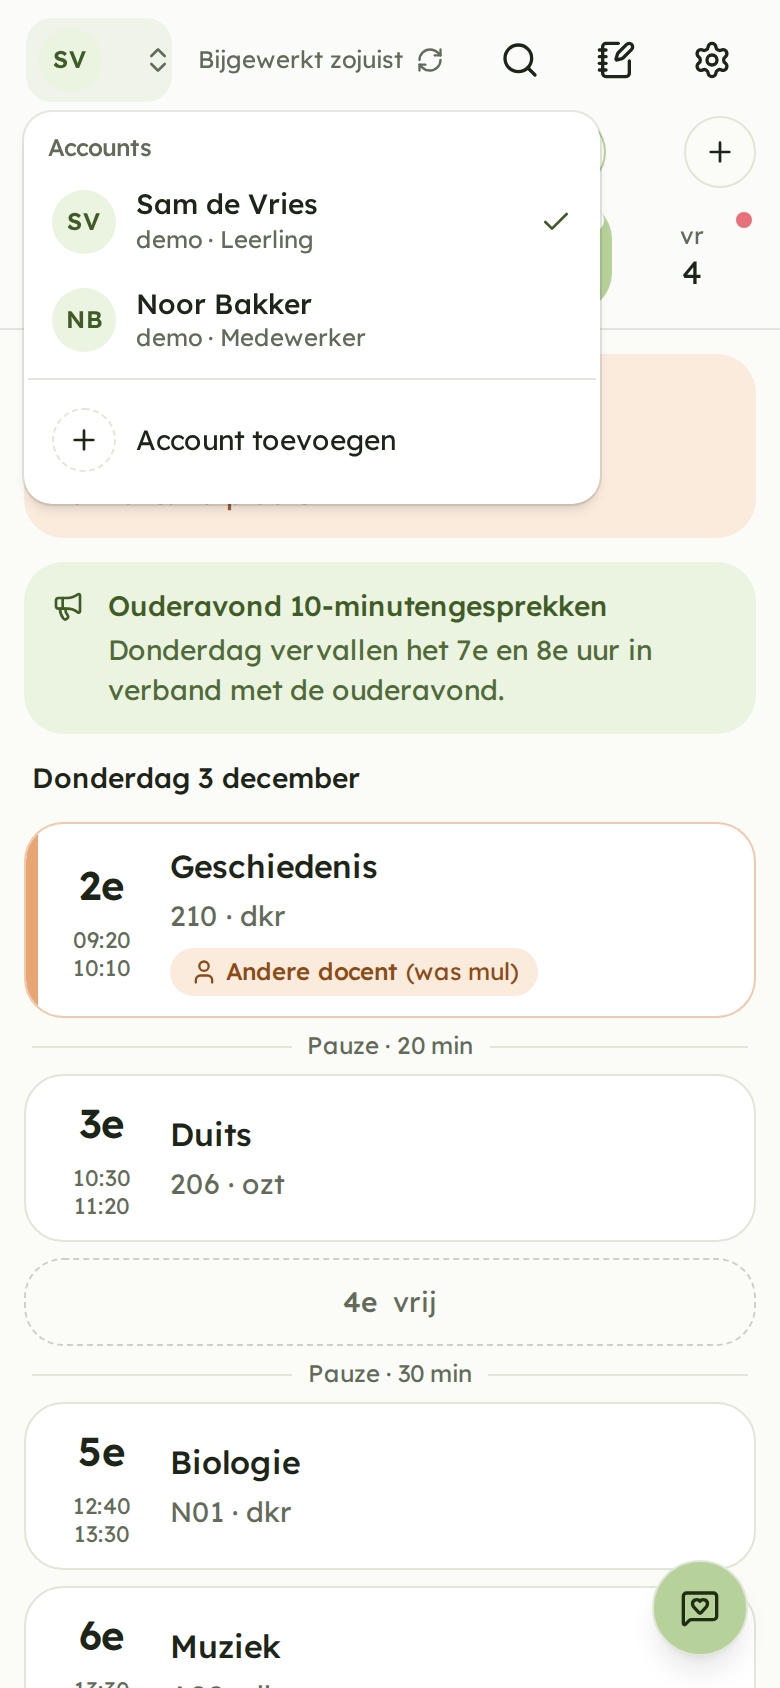 SV
Bijgewerkt zojuist
Accounts
SV
Sam de Vries
demo · Leerling
NB
Noor Bakker
demo · Medewerker
Account toevoegen
vr
4
Ouderavond 10-minutengesprekken
Donderdag vervallen het 7e en 8e uur in
verband met de ouderavond.
Donderdag 3 december
2e
09:20
10:10
Geschiedenis
210 · dkr
Andere docent (was mul)
Pauze · 20 min
3e
10:30
11:20
Duits
206 · ozt
4e vrij
Pauze · 30 min
5e
12:40
13:30
Biologie
N01 · dkr
6e
Muziek